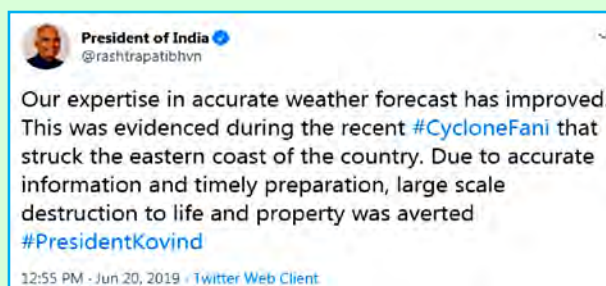 President of India
@rashtrapatibhvn
Our expertise in accurate weather forecast has improved
This was evidenced during the recent #CycloneFani that
struck the eastern coast of the country. Due to accurate
information and timely preparation, large scale
destruction to life and property was averted
#PresidentKovind
12:55 PM - Jun 20, 2019 · Twitter Web Client